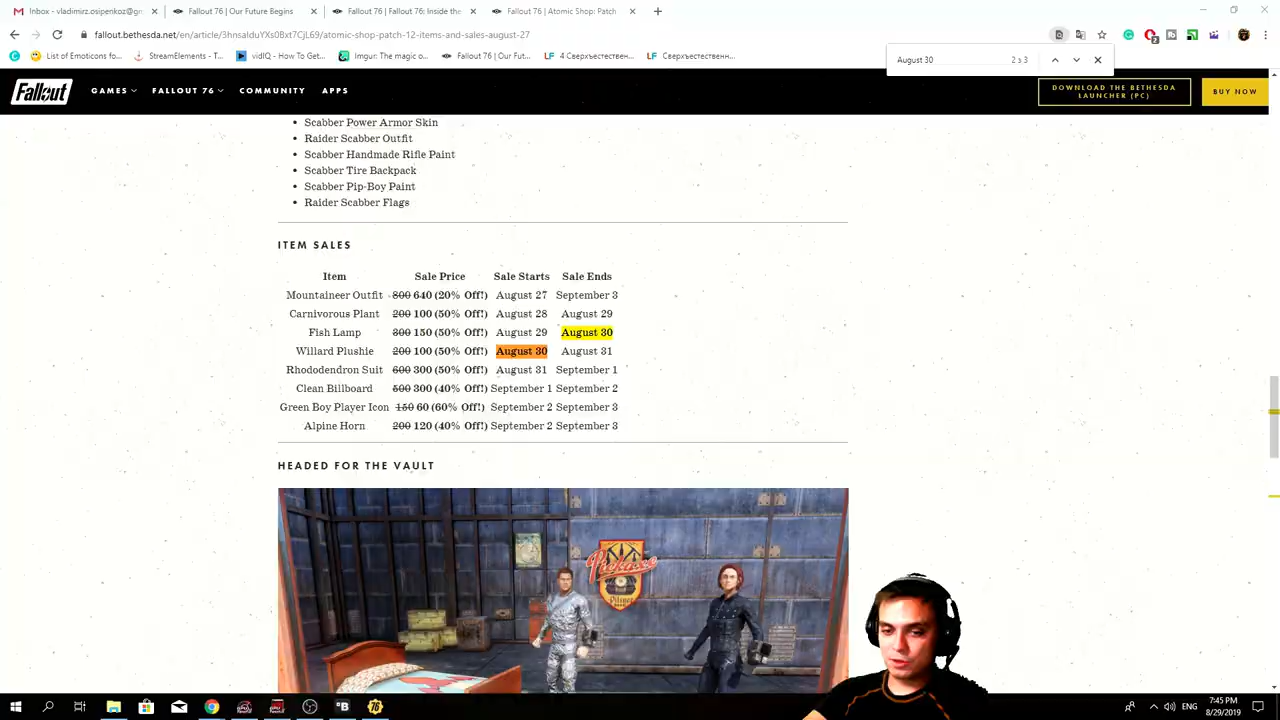 Inbox - vladimirz.osipenkoz@gr
Fallout 76 | Our Future Begins
Fallout 76 | Fallout 76: Inside the
Fallout 76 | Atomic Shop: Patch
fallout.bethesda.net/en/article/3hnsaIduYXs0Bxt7CjL69/atomic-shop-patch-12-items-and-sales-august-27
List of Emoticons fo
StreamElements - T...
vidIQ - How To Get...
Imgur: The magic o...
Fallout 76 | Our Fut...
4 Сверхъестествен...
Сверхъестествен...
August 30 2 з 3
Fallout
GAMES
FALLOUT 76
COMMUNITY
APPS
DOWNLOAD THE BETHESDA
LAUNCHER (PC)
BUY NOW
Scabber Power Armor Skin
Raider Scabber Outfit
Scabber Handmade Rifle Paint
Scabber Tire Backpack
Scabber Pip-Boy Paint
Raider Scabber Flags
ITEM SALES
Item Sale Price Sale Starts Sale Ends
Mountaineer Outfit 800 640 (20% Off!) August 27 September 3
Carnivorous Plant 200 100 (50% Off!) August 28 August 29
Fish Lamp 300 150 (50% Off!) August 29 August 30
Willard Plushie 200 100 (50% Off!) August 30 August 31
Rhododendron Suit 600 300 (50% Off!) August 31 September 1
Clean Billboard 500 300 (40% Off!) September 1 September 2
Green Boy Player Icon 150 60 (60% Off!) September 2 September 3
Alpine Horn 200 120 (40% Off!) September 2 September 3
HEADED FOR THE VAULT
Pickaxe
Pilsner
ENG
7:45 PM
8/29/2019